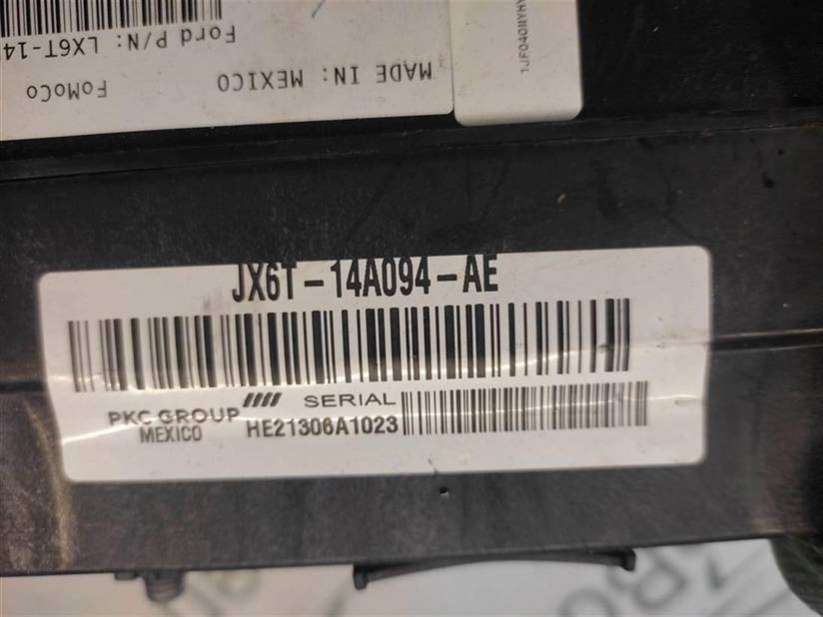 Ford P/N: LX6T-14
MADE IN: MEXICO
FoMoCo
JX6T-14A094-AE
PKC GROUP
MEXICO
SERIAL
HE21306A1023